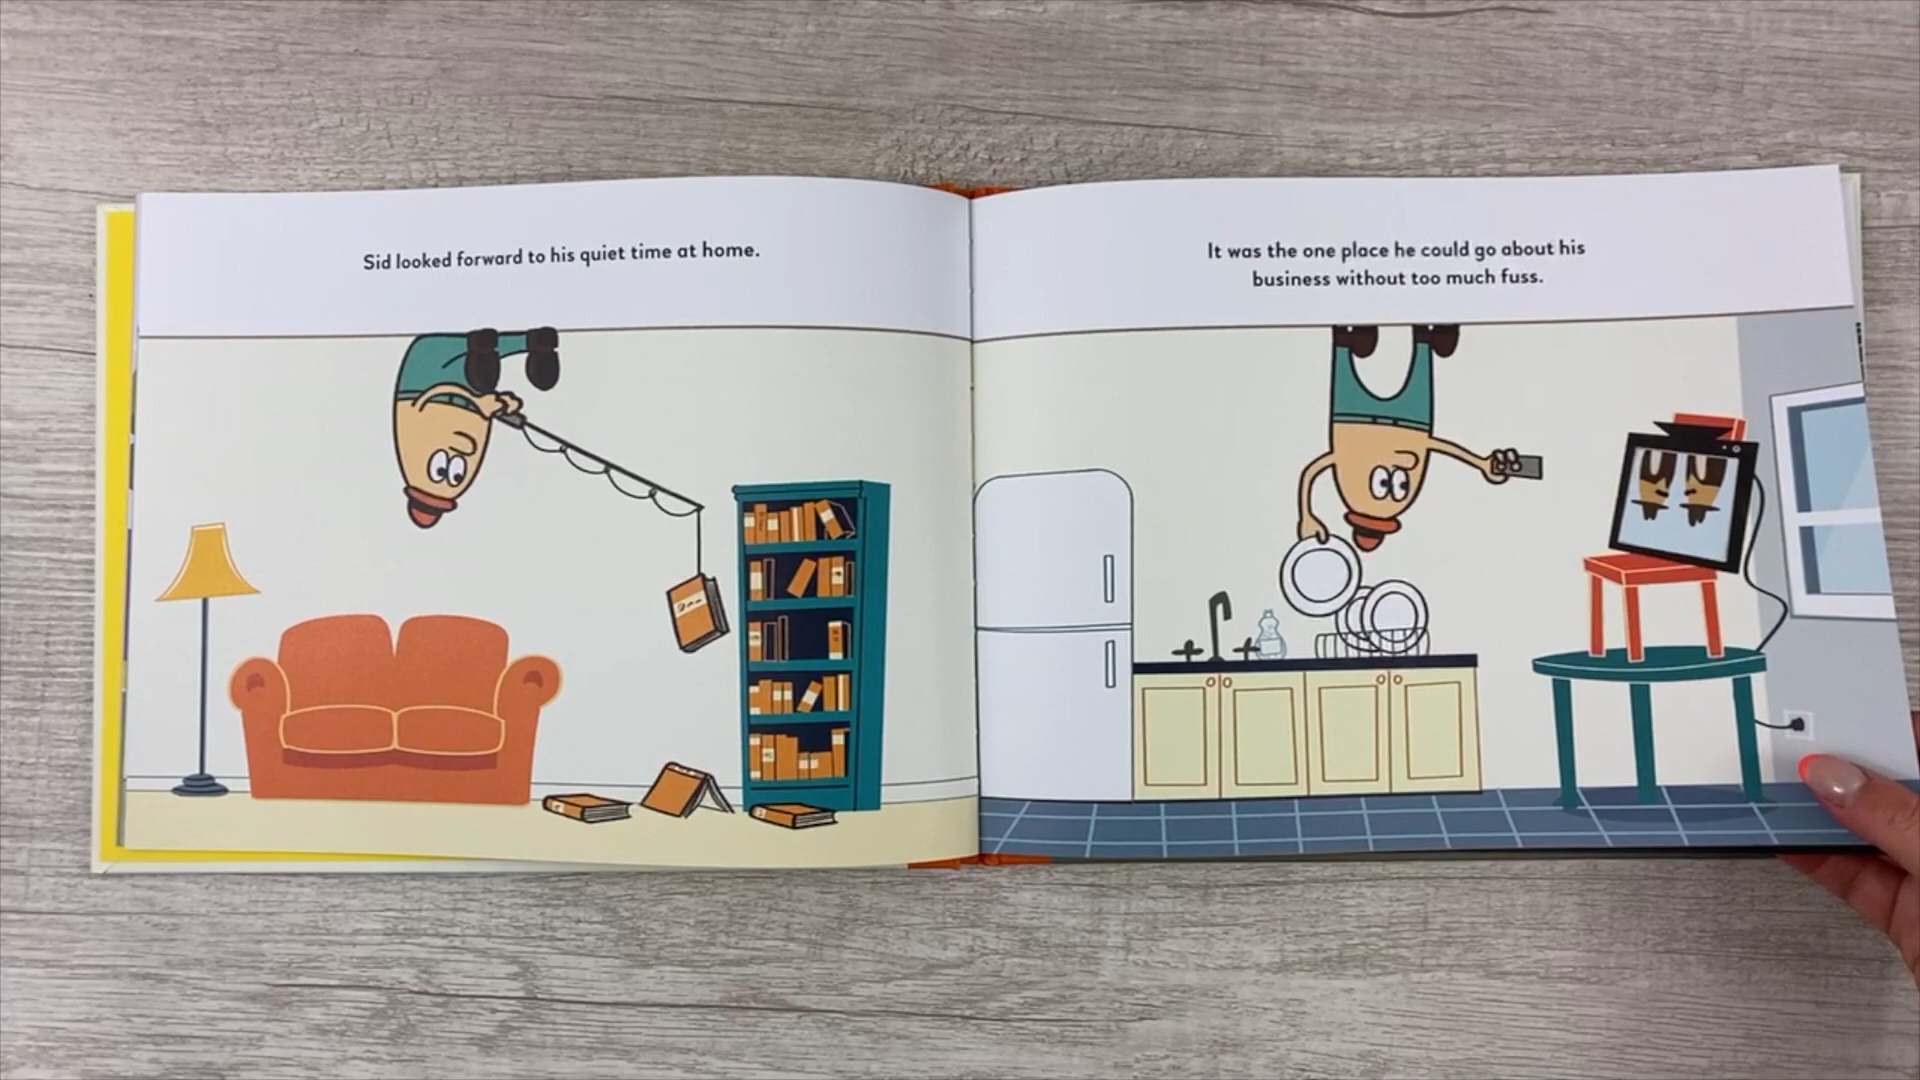 Sid looked forward to his quiet time at home.
It was the one place he could go about his
business without too much fuss.